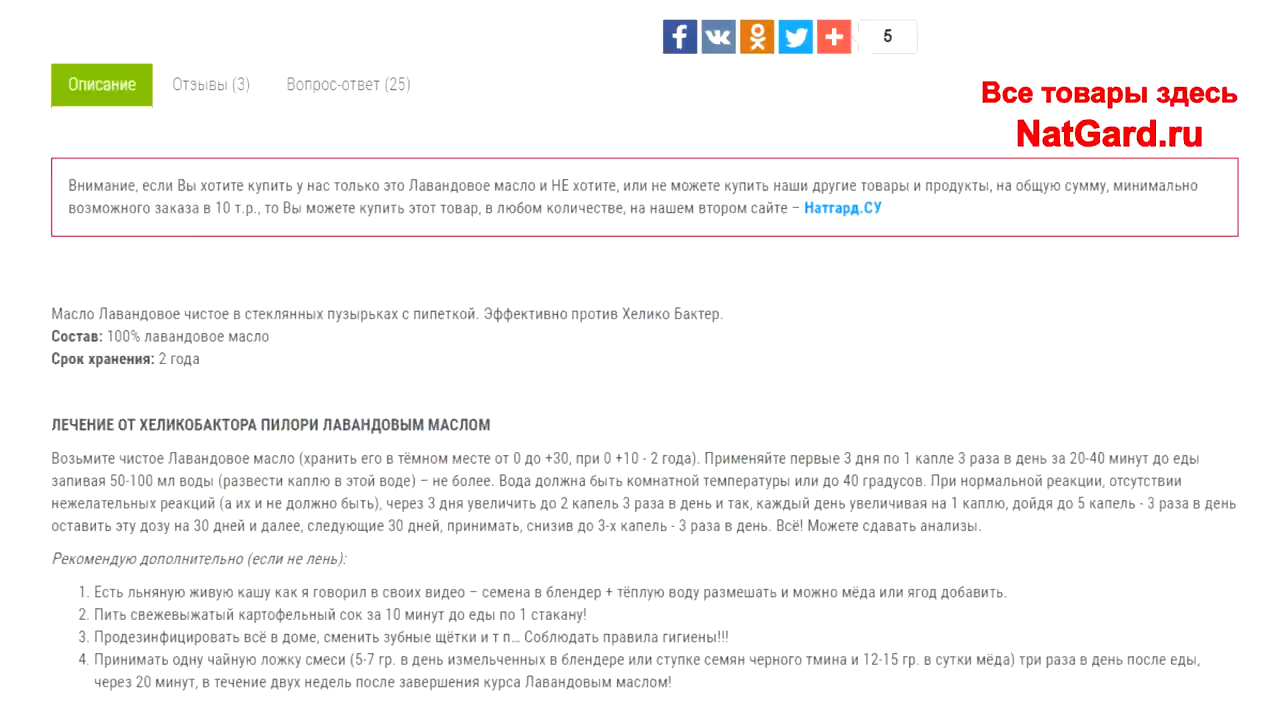 5
Описание Отзывы (3) Вопрос-ответ (25)
Все товары здесь
NatGard.ru
Внимание, если Вы хотите купить у нас только это Лавандовое масло и НЕ хотите, или не можете купить наши другие товары и продукты, на общую сумму, минимально
возможного заказа в 10 т.р., то Вы можете купить этот товар, в любом количестве, на нашем втором сайте – Натгард.СУ
Масло Лавандовое чистое в стеклянных пузырьках с пипеткой. Эффективно против Хелико Бактер.
Состав: 100% лавандовое масло
Срок хранения: 2 года
ЛЕЧЕНИЕ ОТ ХЕЛИКОБАКТОРА ПИЛОРИ ЛАВАНДОВЫМ МАСЛОМ
Возьмите чистое Лавандовое масло (хранить его в тёмном месте от 0 до +30, при 0 +10 - 2 года). Применяйте первые 3 дня по 1 капле 3 раза в день за 20-40 минут до еды
запивая 50-100 мл воды (развести каплю в этой воде) – не более. Вода должна быть комнатной температуры или до 40 градусов. При нормальной реакции, отсутствии
нежелательных реакций (а их и не должно быть), через 3 дня увеличить до 2 капель 3 раза в день и так, каждый день увеличивая на 1 каплю, дойдя до 5 капель - 3 раза в день
оставить эту дозу на 30 дней и далее, следующие 30 дней, принимать, снизив до 3-х капель - 3 раза в день. Всё! Можете сдавать анализы.
Рекомендую дополнительно (если не лень):
1. Есть льняную живую кашу как я говорил в своих видео – семена в блендер + тёплую воду размешать и можно мёда или ягод добавить.
2. Пить свежевыжатый картофельный сок за 10 минут до еды по 1 стакану!
3. Продезинфицировать всё в доме, сменить зубные щётки и т п… Соблюдать правила гигиены!!!
4. Принимать одну чайную ложку смеси (5-7 гр. в день измельченных в блендере или ступке семян черного тмина и 12-15 гр. в сутки мёда) три раза в день после еды,
через 20 минут, в течение двух недель после завершения курса Лавандовым маслом!